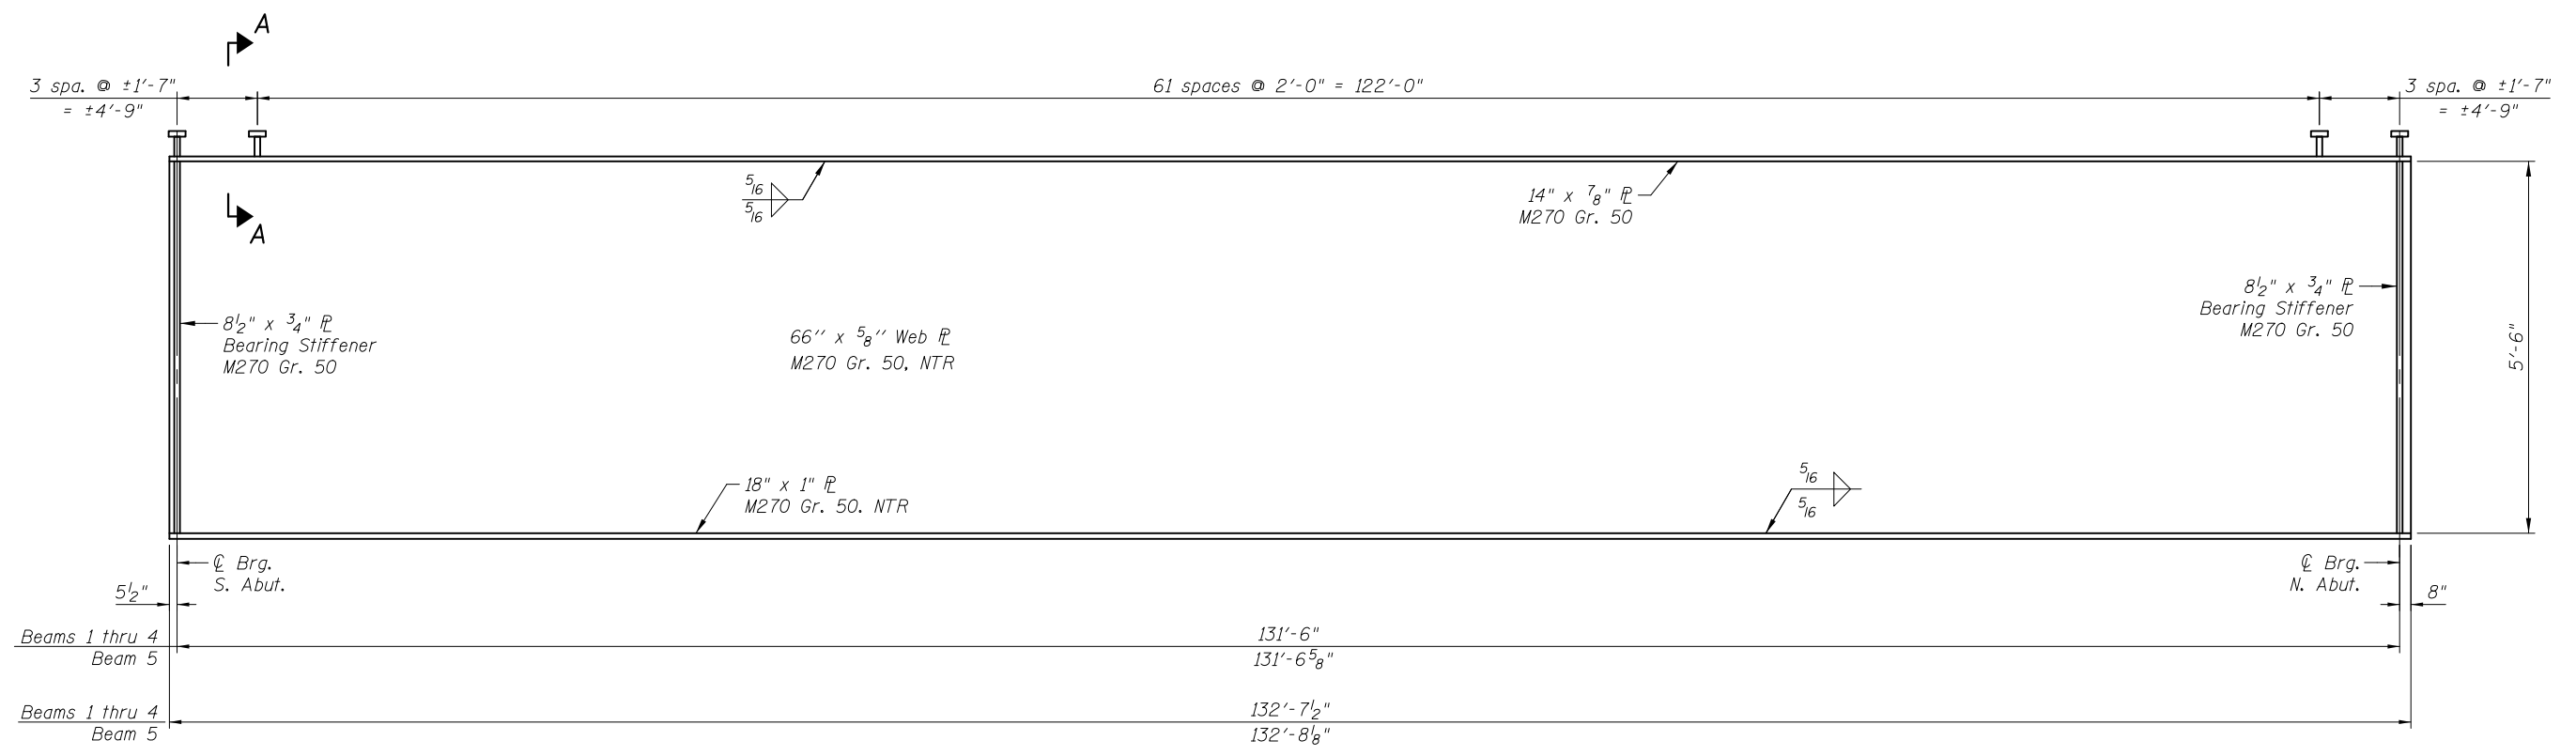 A
3 spa. @ ±1'-7"
= ±4'-9"
61 spaces @ 2'-0" = 122'-0"
3 spa. @ ±1'-7"
= ±4'-9"
5/16
5/16
14" x 7/8" ℄
M270 Gr. 50
A
8 1/2" x 3/4" PL
Bearing Stiffener
M270 Gr. 50
66'' x 5/8'' Web PL
M270 Gr. 50, NTR
8 1/2" x 3/4" PL
Bearing Stiffener
M270 Gr. 50
5'-6"
18" x 1" PL
M270 Gr. 50. NTR
5/16
5/16
℄ Brg.
S. Abut.
℄ Brg.
N. Abut.
5 1/2"
8"
Beams 1 thru 4
Beam 5
131'-6"
131'-6 5/8"
Beams 1 thru 4
Beam 5
132'-7 1/2"
132'-8 1/8"